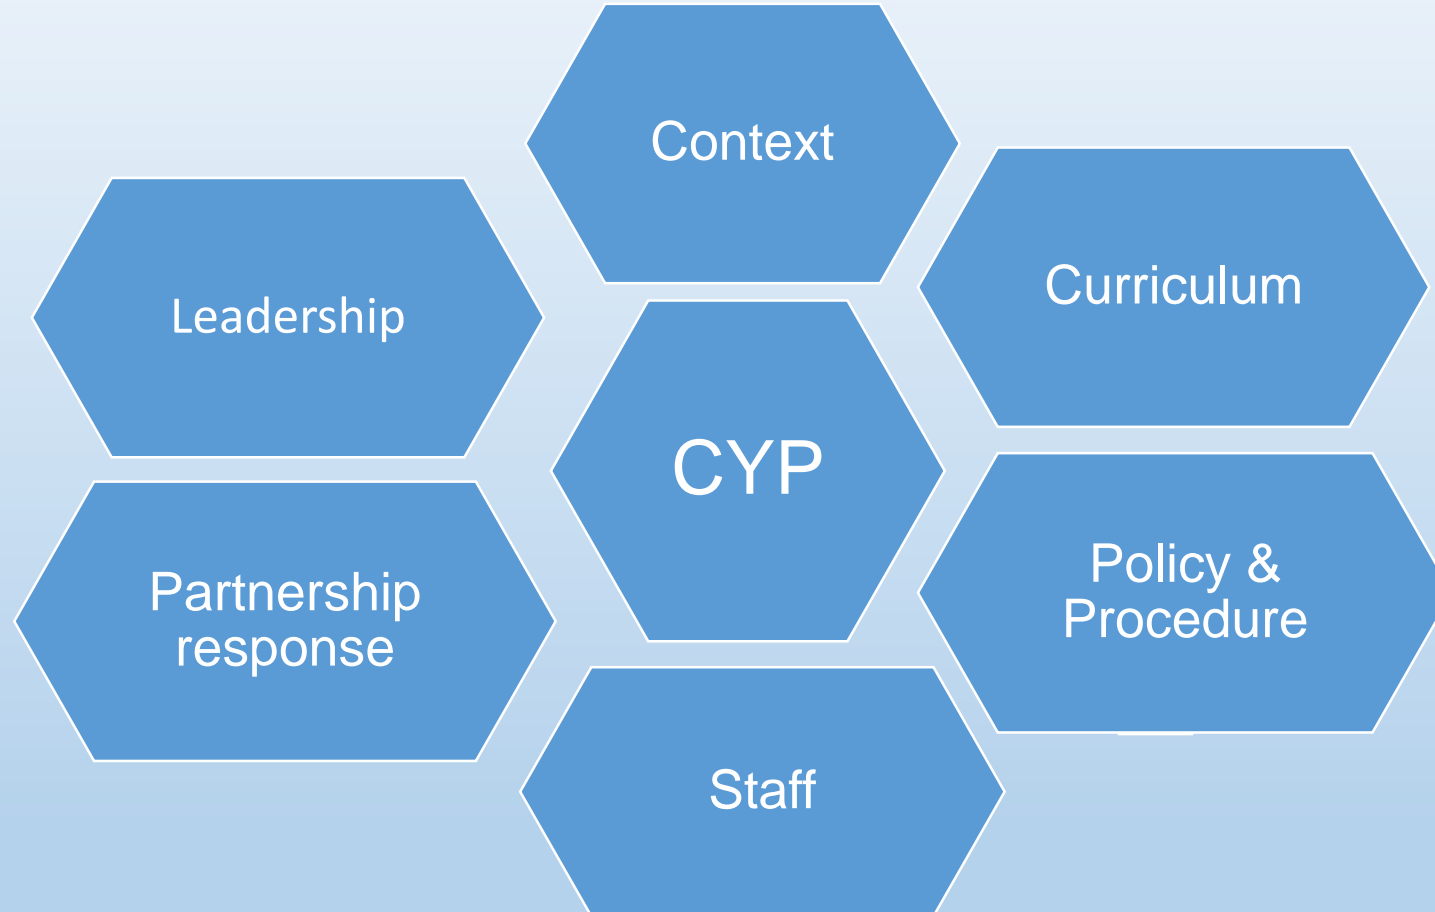 Context
Curriculum
Leadership
CYP
Policy &
Procedure
Partnership
response
Staff